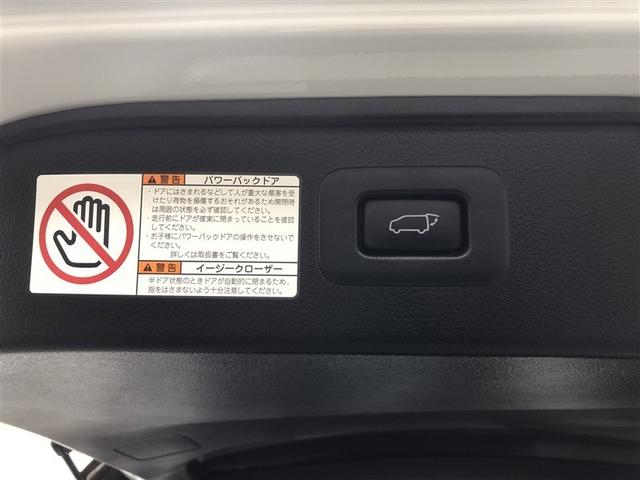 警告 パワーバックドア
・ドアにはさまれるなどして人が重大な傷害を受
けたり荷物を損傷するおそれがあるため開閉時
は周囲の状態を必ず確認してください。
・走行前にドアが確実に閉まっていることを確認
してください。
・お子様にパワーバックドアの操作をさせないで
ください。
詳しくは取扱書をご覧ください。
警告 イージークローザー
半ドア状態のときドアが自動的に閉まるため、
指をはさまないよう十分注意してください。